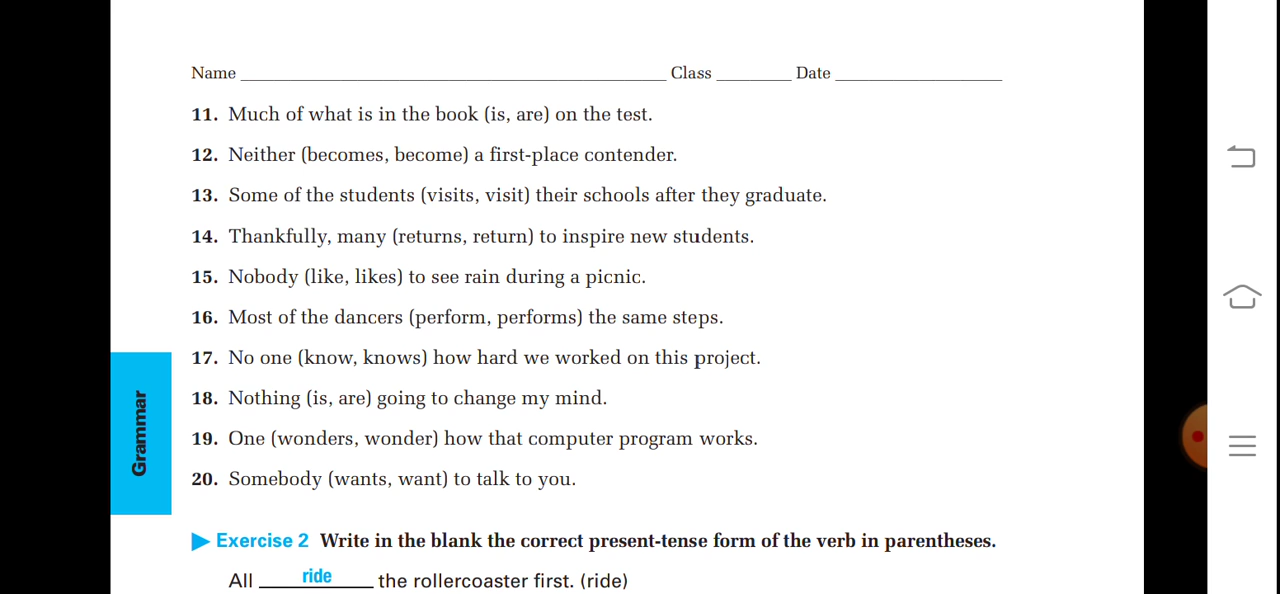 Name Class Date
11. Much of what is in the book (is, are) on the test.
12. Neither (becomes, become) a first-place contender.
13. Some of the students (visits, visit) their schools after they graduate.
14. Thankfully, many (returns, return) to inspire new students.
15. Nobody (like, likes) to see rain during a picnic.
16. Most of the dancers (perform, performs) the same steps.
17. No one (know, knows) how hard we worked on this project.
18. Nothing (is, are) going to change my mind.
19. One (wonders, wonder) how that computer program works.
20. Somebody (wants, want) to talk to you.
Grammar
Exercise 2 Write in the blank the correct present-tense form of the verb in parentheses.
All ride the rollercoaster first. (ride)